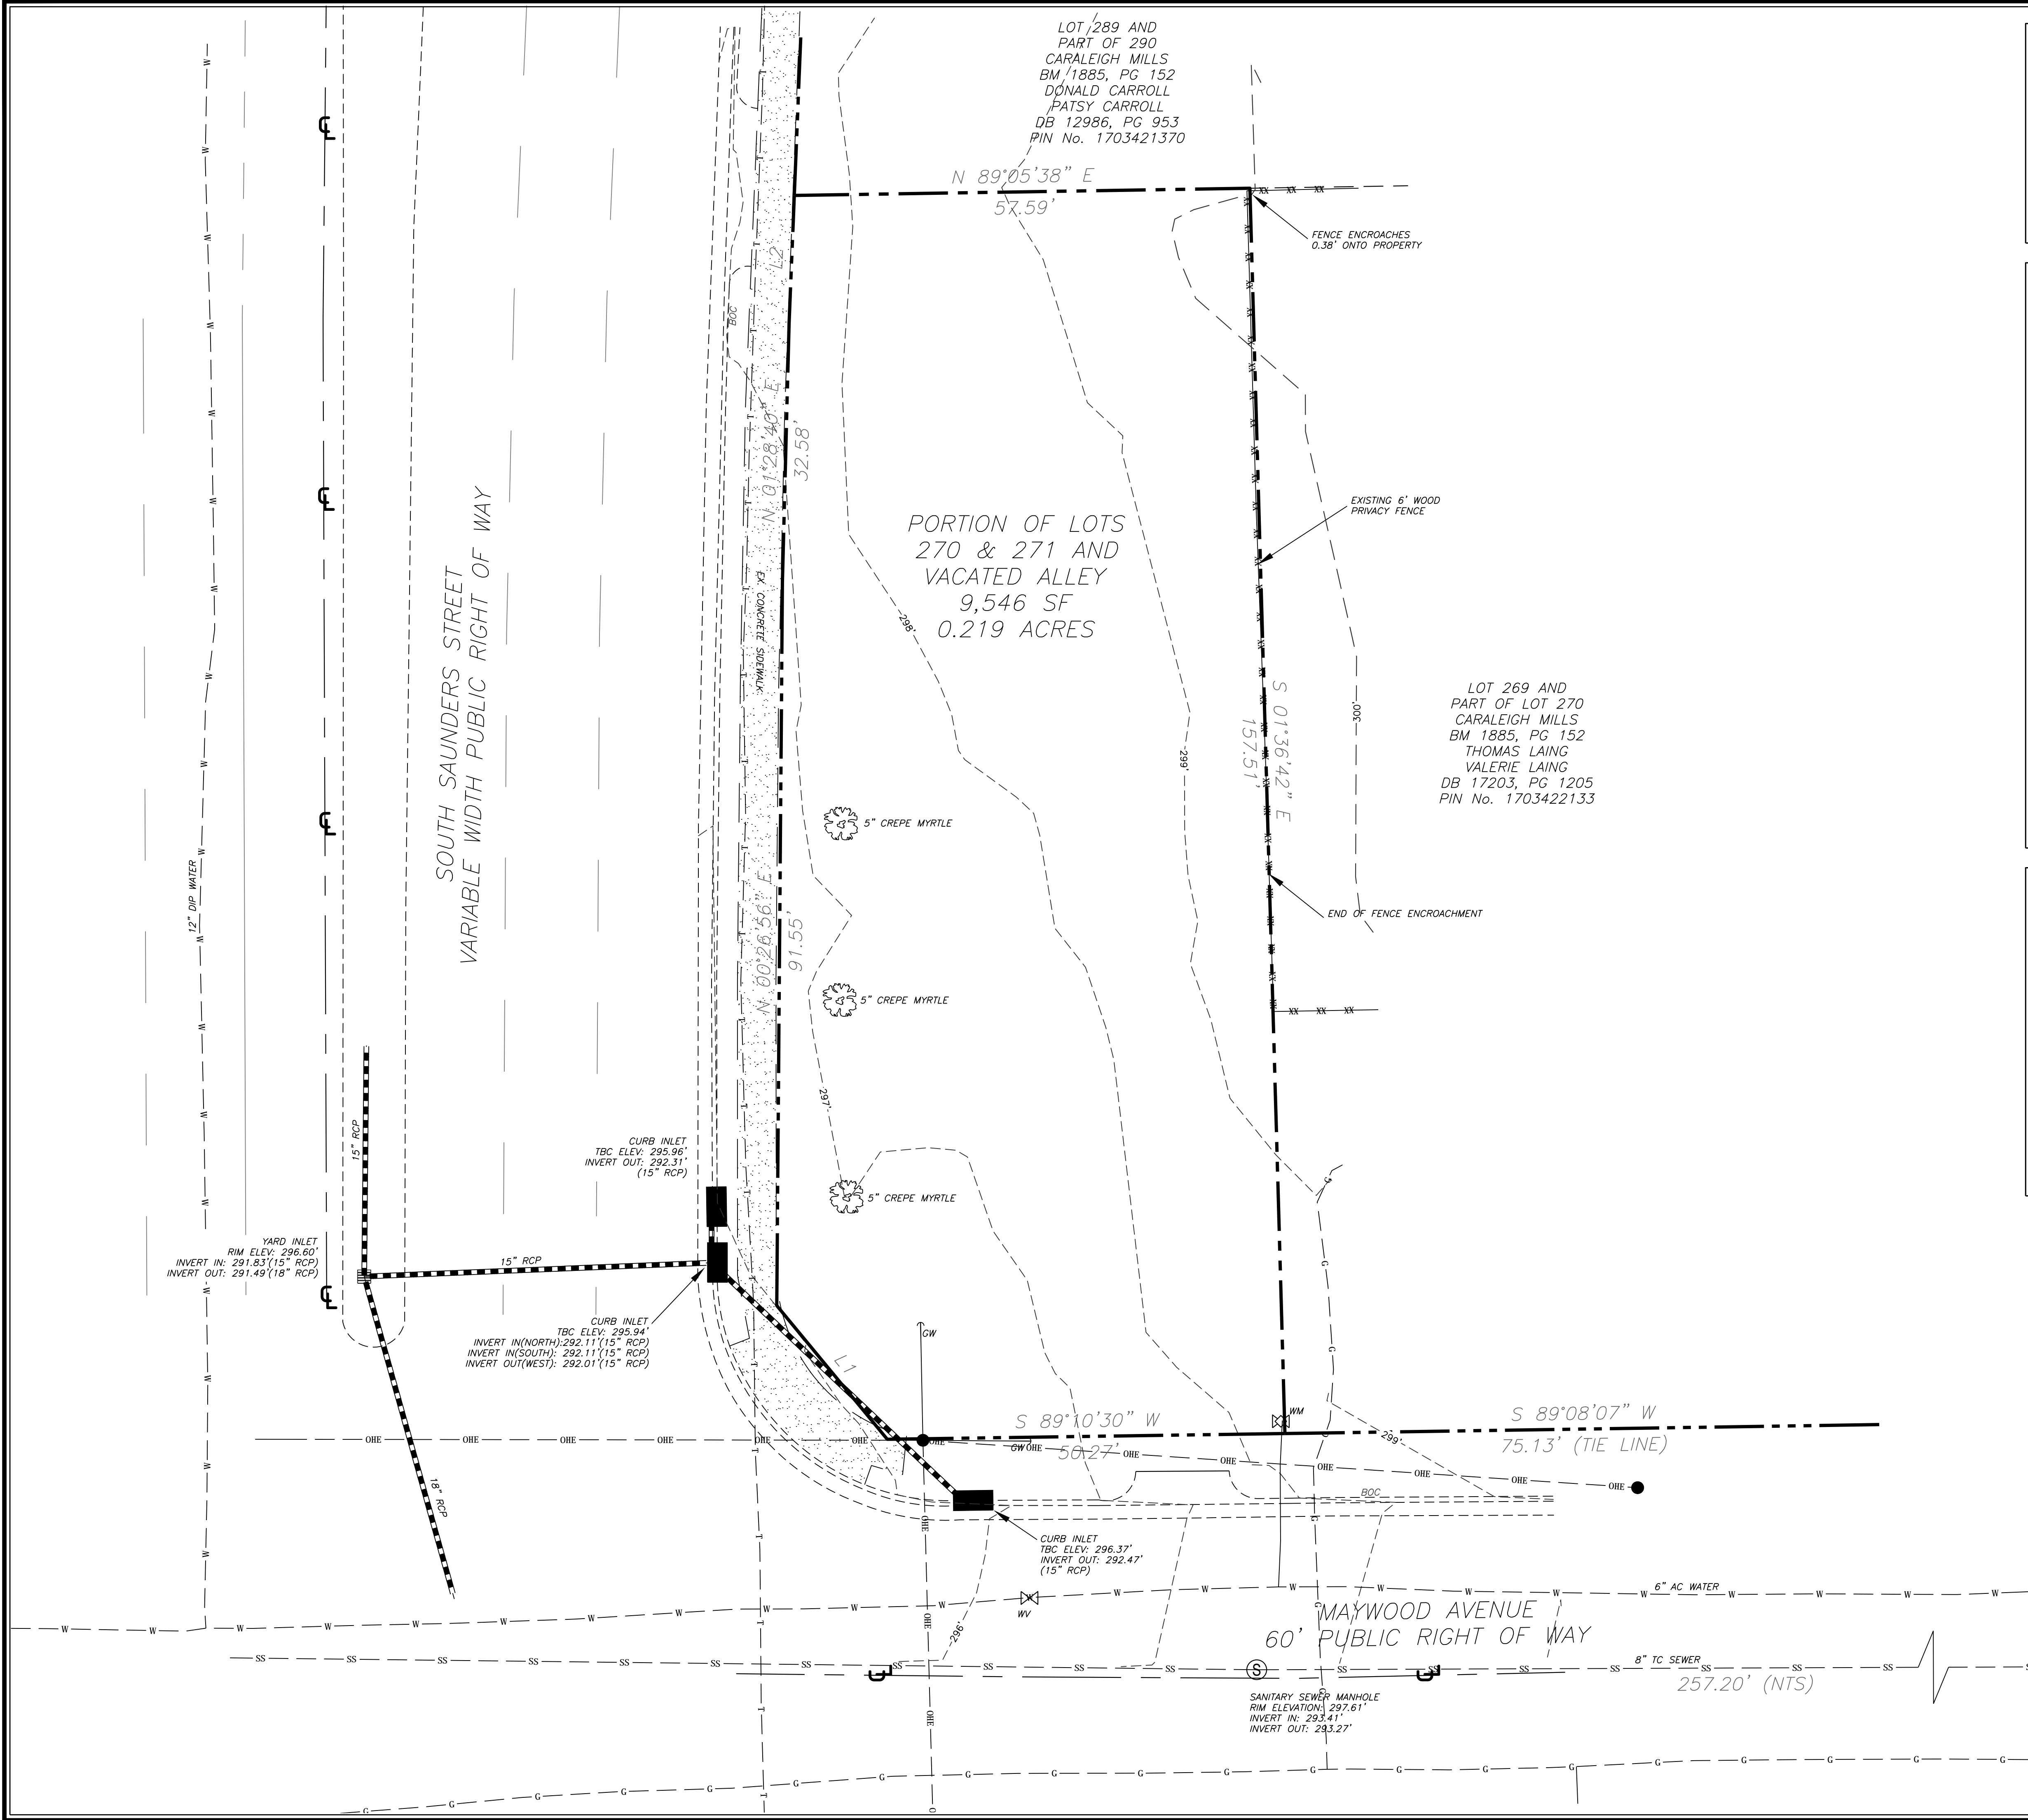 LOT 289 AND
PART OF 290
CARALEIGH MILLS
BM 1885, PG 152
DONALD CARROLL
PATSY CARROLL
DB 12986, PG 953
PIN No. 1703421370
N 89°05'38" E
57.59'
FENCE ENCROACHES
0.38' ONTO PROPERTY
L2
BOC
N 01°28'40" E
32.58'
EXISTING 6' WOOD
PRIVACY FENCE
PORTION OF LOTS
270 & 271 AND
VACATED ALLEY
9,546 SF
0.219 ACRES
SOUTH SAUNDERS STREET
VARIABLE WIDTH PUBLIC RIGHT OF WAY
EX. CONCRETE SIDEWALK
298'
S 01°36'42" E
157.51'
300'
299'
LOT 269 AND
PART OF LOT 270
CARALEIGH MILLS
BM 1885, PG 152
THOMAS LAING
VALERIE LAING
DB 17203, PG 1205
PIN No. 1703422133
5" CREPE MYRTLE
12" DIP WATER
N 00°26'56" E
91.55'
END OF FENCE ENCROACHMENT
5" CREPE MYRTLE
297'
15" RCP
CURB INLET
TBC ELEV: 295.96'
INVERT OUT: 292.31'
(15" RCP)
5" CREPE MYRTLE
YARD INLET
RIM ELEV: 296.60'
INVERT IN: 291.83'(15" RCP)
INVERT OUT: 291.49'(18" RCP)
15" RCP
CURB INLET
TBC ELEV: 295.94'
INVERT IN(NORTH):292.11'(15" RCP)
INVERT IN(SOUTH): 292.11'(15" RCP)
INVERT OUT(WEST): 292.01'(15" RCP)
L1
GW
WM
S 89°10'30" W
50.27'
GW
S 89°08'07" W
75.13' (TIE LINE)
299'
18" RCP
BOC
CURB INLET
TBC ELEV: 296.37'
INVERT OUT: 292.47'
(15" RCP)
6" AC WATER
WV
296'
MAYWOOD AVENUE
60' PUBLIC RIGHT OF WAY
8" TC SEWER
257.20' (NTS)
S
SANITARY SEWER MANHOLE
RIM ELEVATION: 297.61'
INVERT IN: 293.41'
INVERT OUT: 293.27'